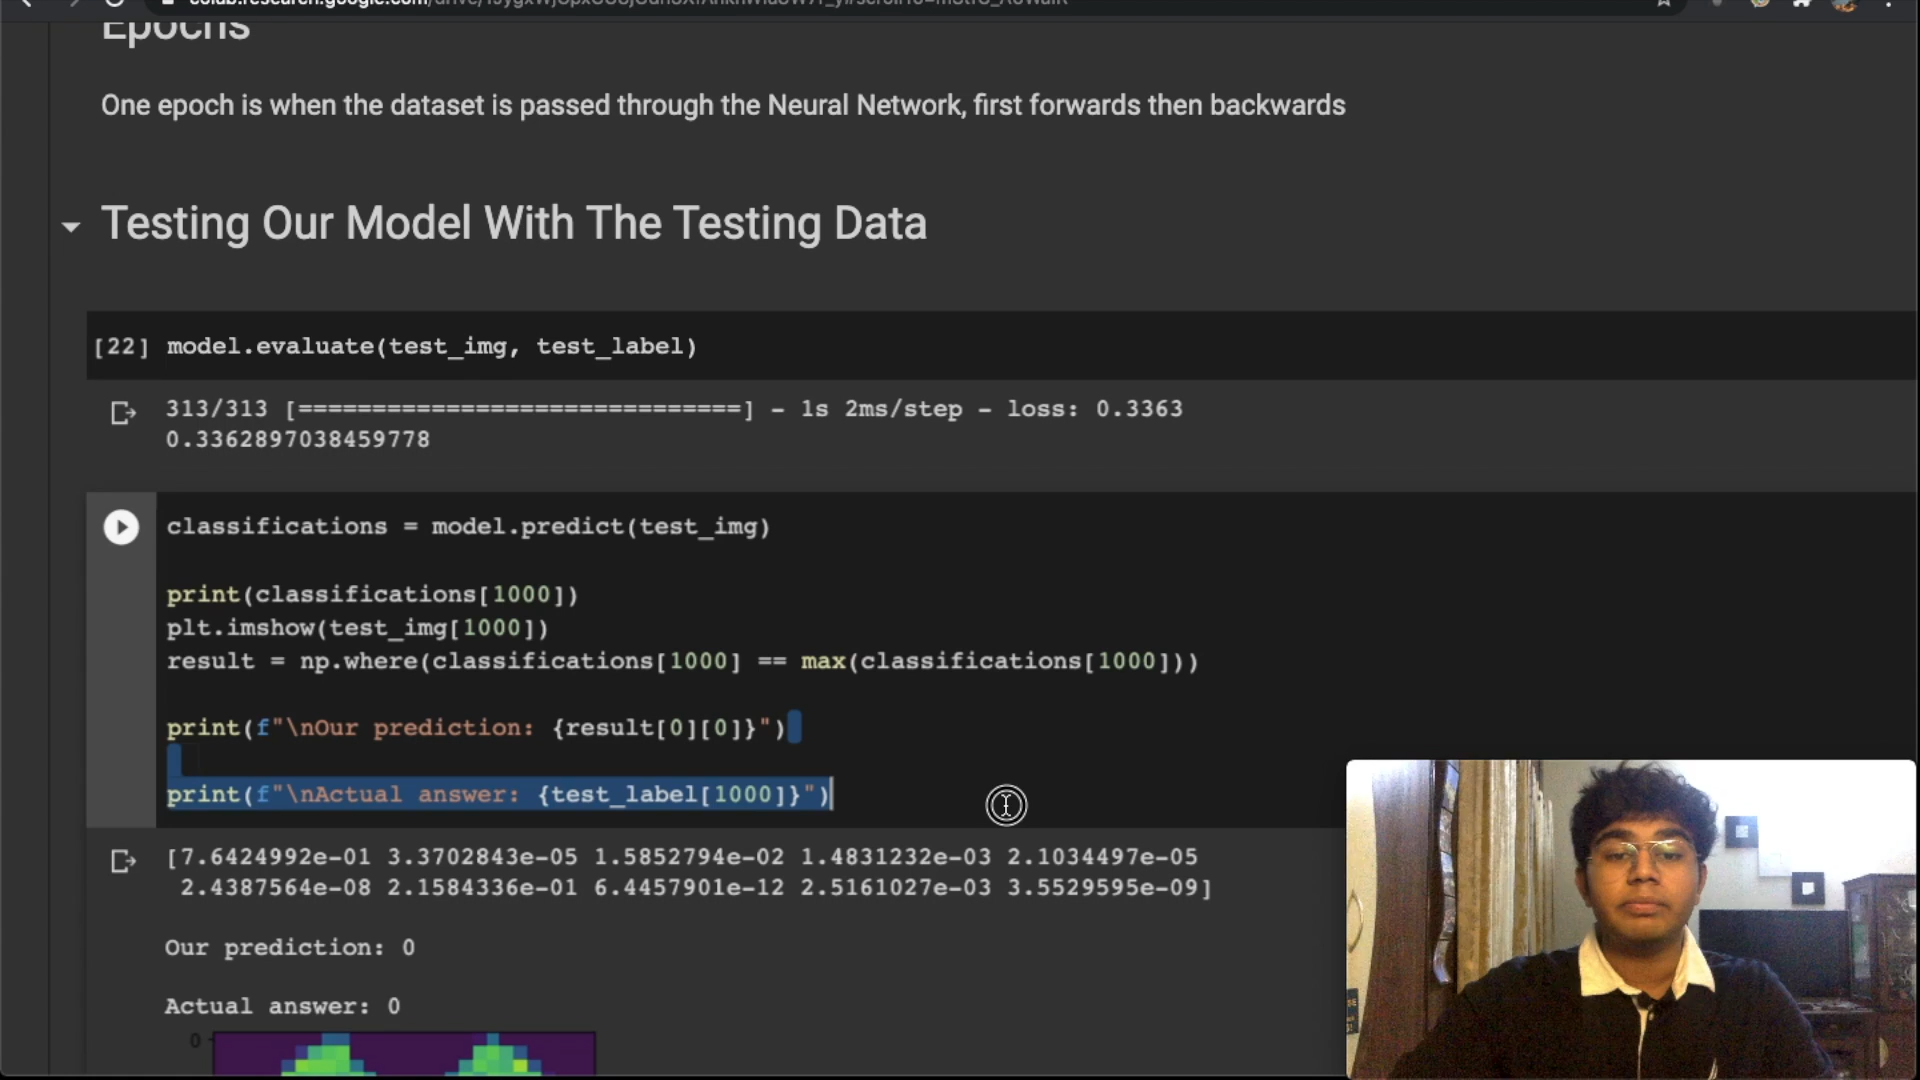 Epochs
One epoch is when the dataset is passed through the Neural Network, first forwards then backwards
Testing Our Model With The Testing Data
[22] model.evaluate(test_img, test_label)
313/313 [==============================] - 1s 2ms/step - loss: 0.3363
0.3362897038459778
classifications = model.predict(test_img)
print(classifications[1000])
plt.imshow(test_img[1000])
result = np.where(classifications[1000] == max(classifications[1000]))
print(f"\nOur prediction: {result[0][0]}")
print(f"\nActual answer: {test_label[1000]}")
[7.6424992e-01 3.3702843e-05 1.5852794e-02 1.4831232e-03 2.1034497e-05
2.4387564e-08 2.1584336e-01 6.4457901e-12 2.5161027e-03 3.5529595e-09]
Our prediction: 0
Actual answer: 0
0